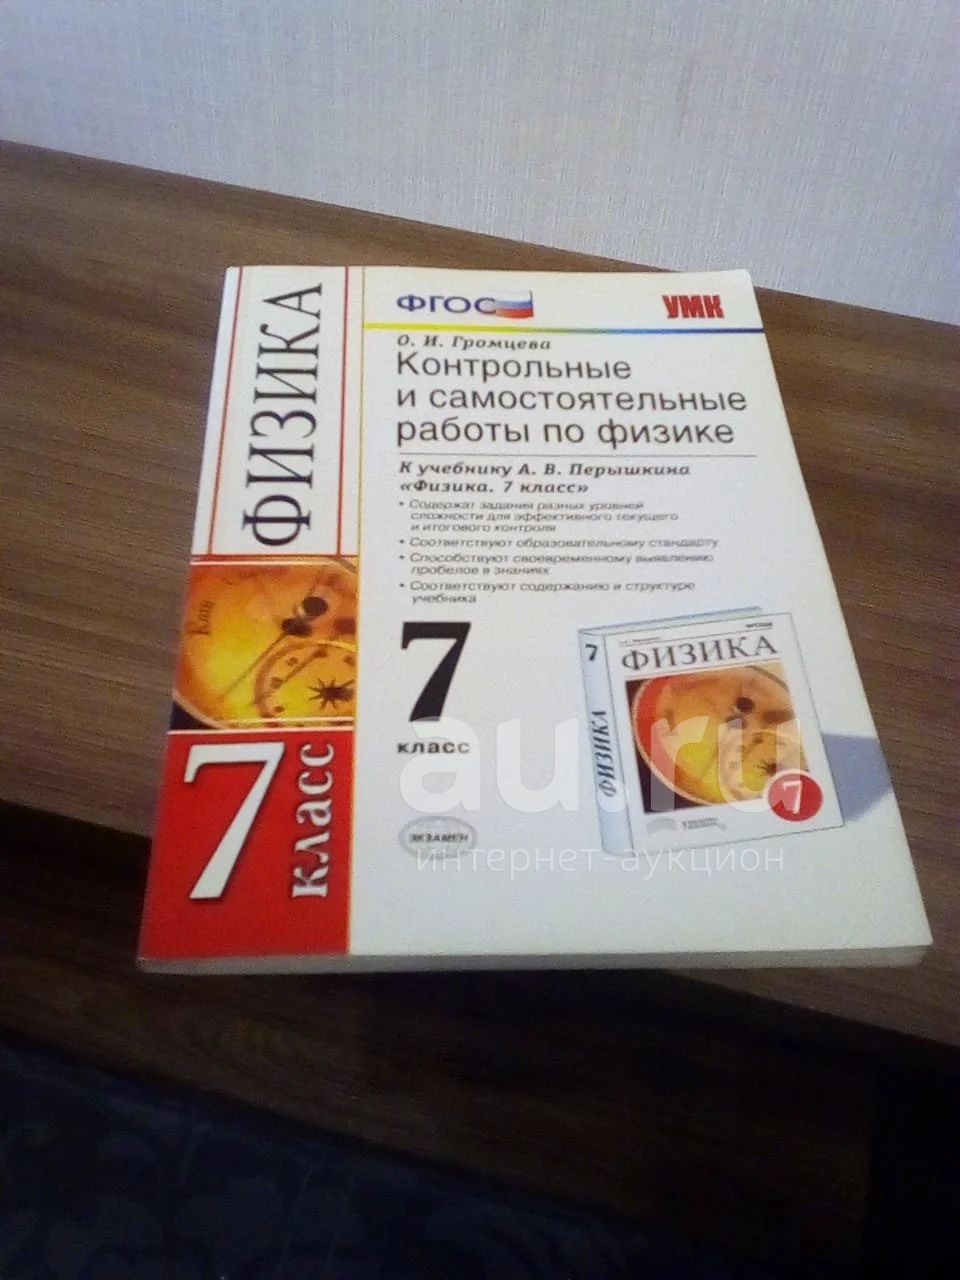 ФИЗИКА
ФГОС
УМК
О. И. Громцева
Контрольные
и самостоятельные
работы по физике
К учебнику А. В. Перышкина
«Физика. 7 класс»
• Содержат задания разных уровней
сложности для эффективного текущего
и итогового контроля
• Соответствуют образовательному стандарту
• Способствуют своевременному выявлению
пробелов в знаниях
• Соответствуют содержанию и структуре
учебника
7
класс
ЭКЗАМЕН
7
ФИЗИКА
ФИЗИКА
7
7
класс
au.ru
интернет-аукцион